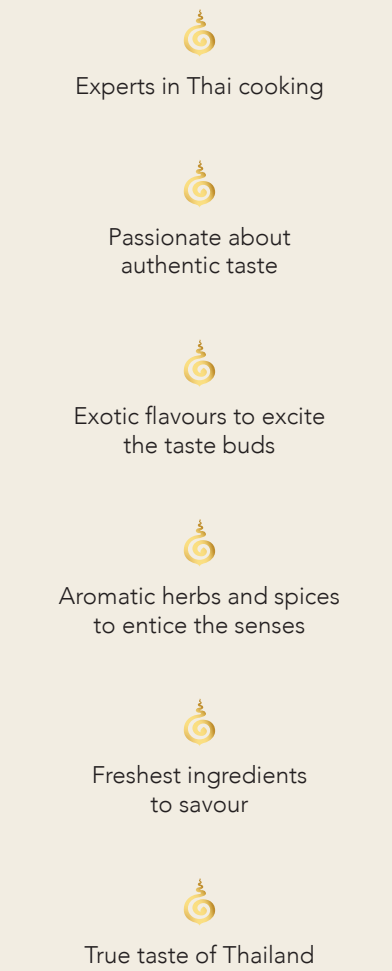 Experts in Thai cooking
Passionate about
authentic taste
Exotic flavours to excite
the taste buds
Aromatic herbs and spices
to entice the senses
Freshest ingredients
to savour
True taste of Thailand